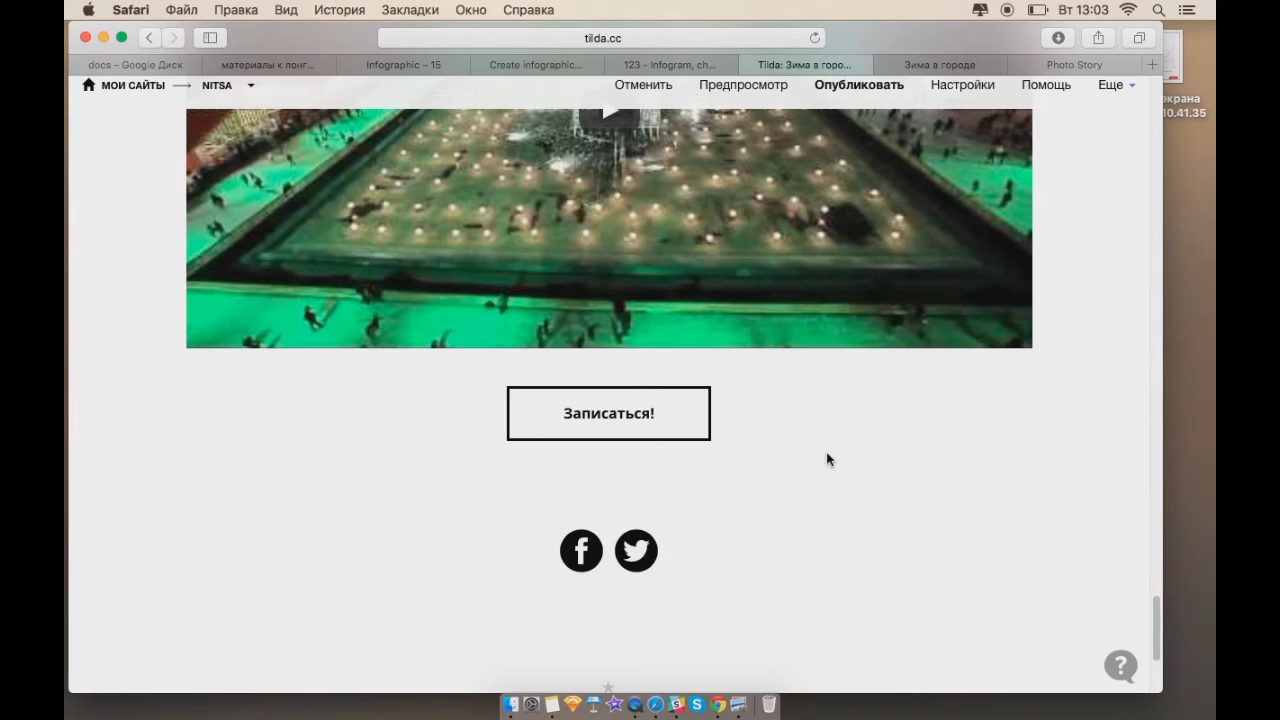 Safari Файл Правка Вид История Закладки Окно Справка Вт 13:03
tilda.cc
docs – Google Диск материалы к лонг... Infographic – 15 Create infographic... 123 - Infogram, ch... Tilda: Зима в горо... Зима в городе Photo Story
МОИ САЙТЫ NITSA Отменить Предпросмотр Опубликовать Настройки Помощь Еще
экрана
10.41.35
Записаться!